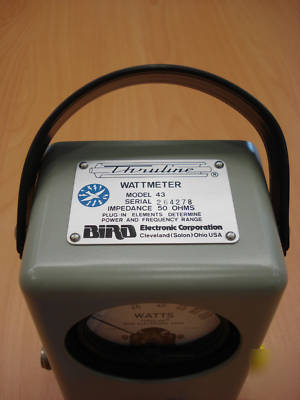 Thruline ®
WATTMETER
MODEL 43
SERIAL 264278
IMPEDANCE 50 OHMS
PLUG-IN ELEMENTS DETERMINE
POWER AND FREQUENCY RANGE
BIRD Electronic Corporation
Cleveland (Solon) Ohio USA
WATTS